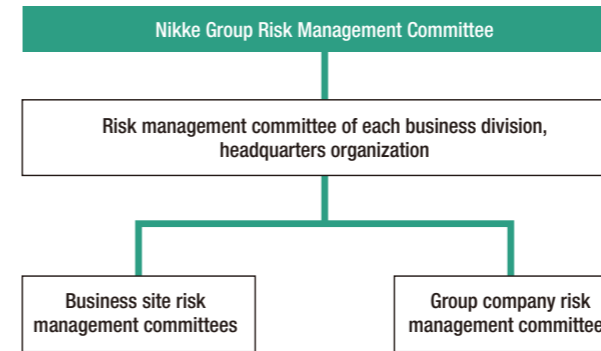 Nikke Group Risk Management Committee
Risk management committee of each business division,
headquarters organization
Business site risk
management committees
Group company risk
management committee